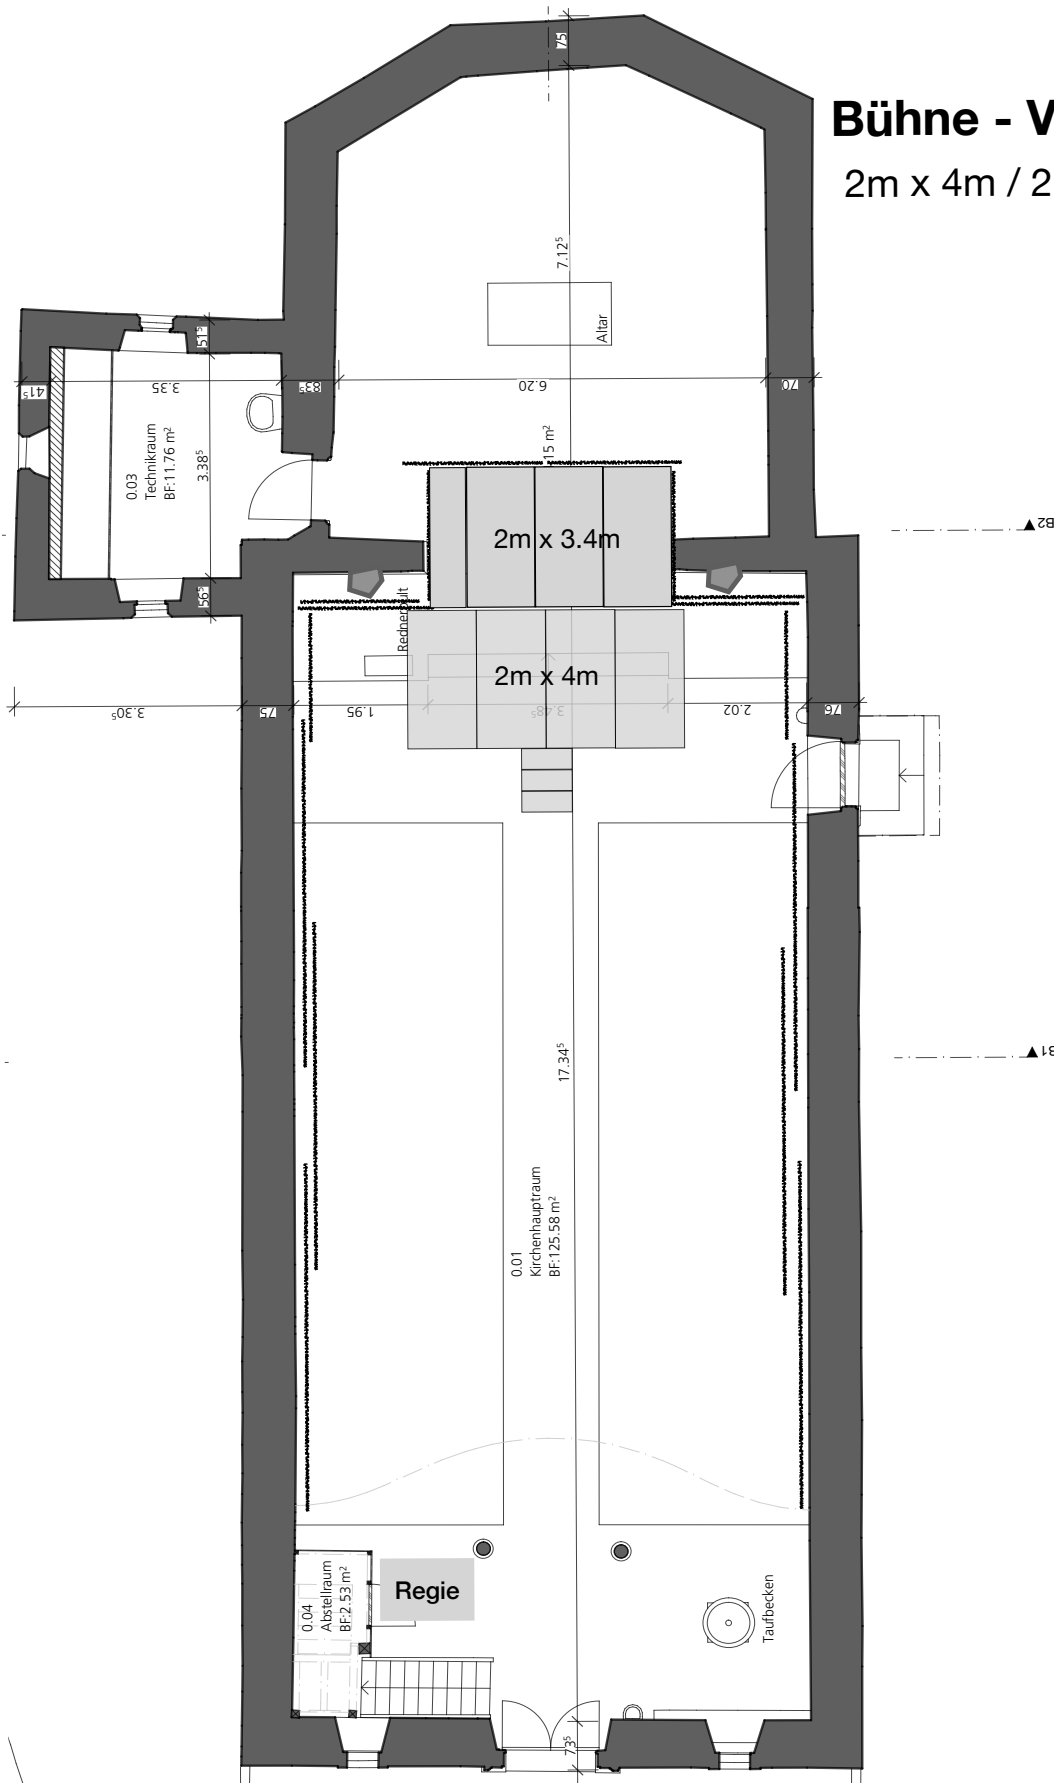 75
Bühne - V
2m x 4m / 2
7.12⁵
Altar
51⁵
41⁵
3.35
83⁵
6.20
70
15 m²
0.03
Technikraum
BF:11.76 m²
3.38⁵
2m x 3.4m
B2
56⁵
Rednerpult
2m x 4m
3.30⁵
75
1.95
3.48⁵
2.02
76
17.34⁵
B1
0.01
Kirchenhauptraum
BF:125.58 m²
0.04
Abstellraum
BF:2.53 m²
Regie
Taufbecken
73⁵